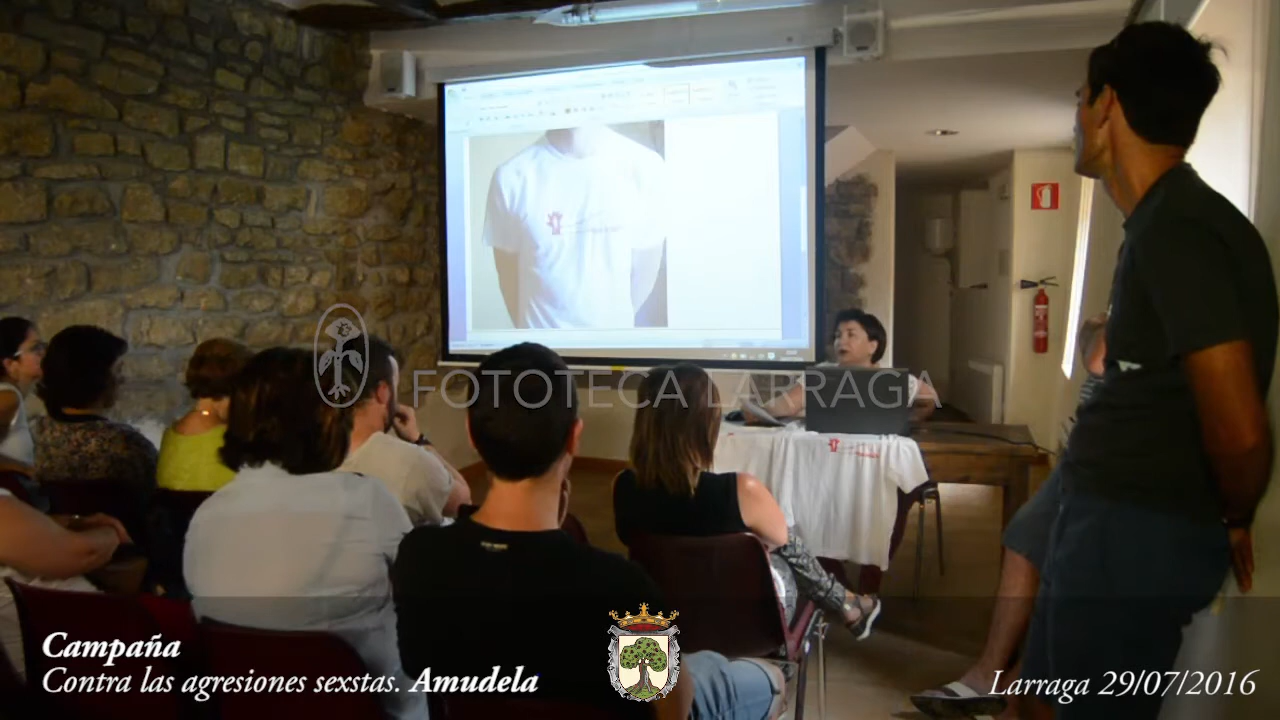 FOTOTECA LARRAGA
Campaña
Contra las agresiones sexstas. Amudela
Larraga 29/07/2016